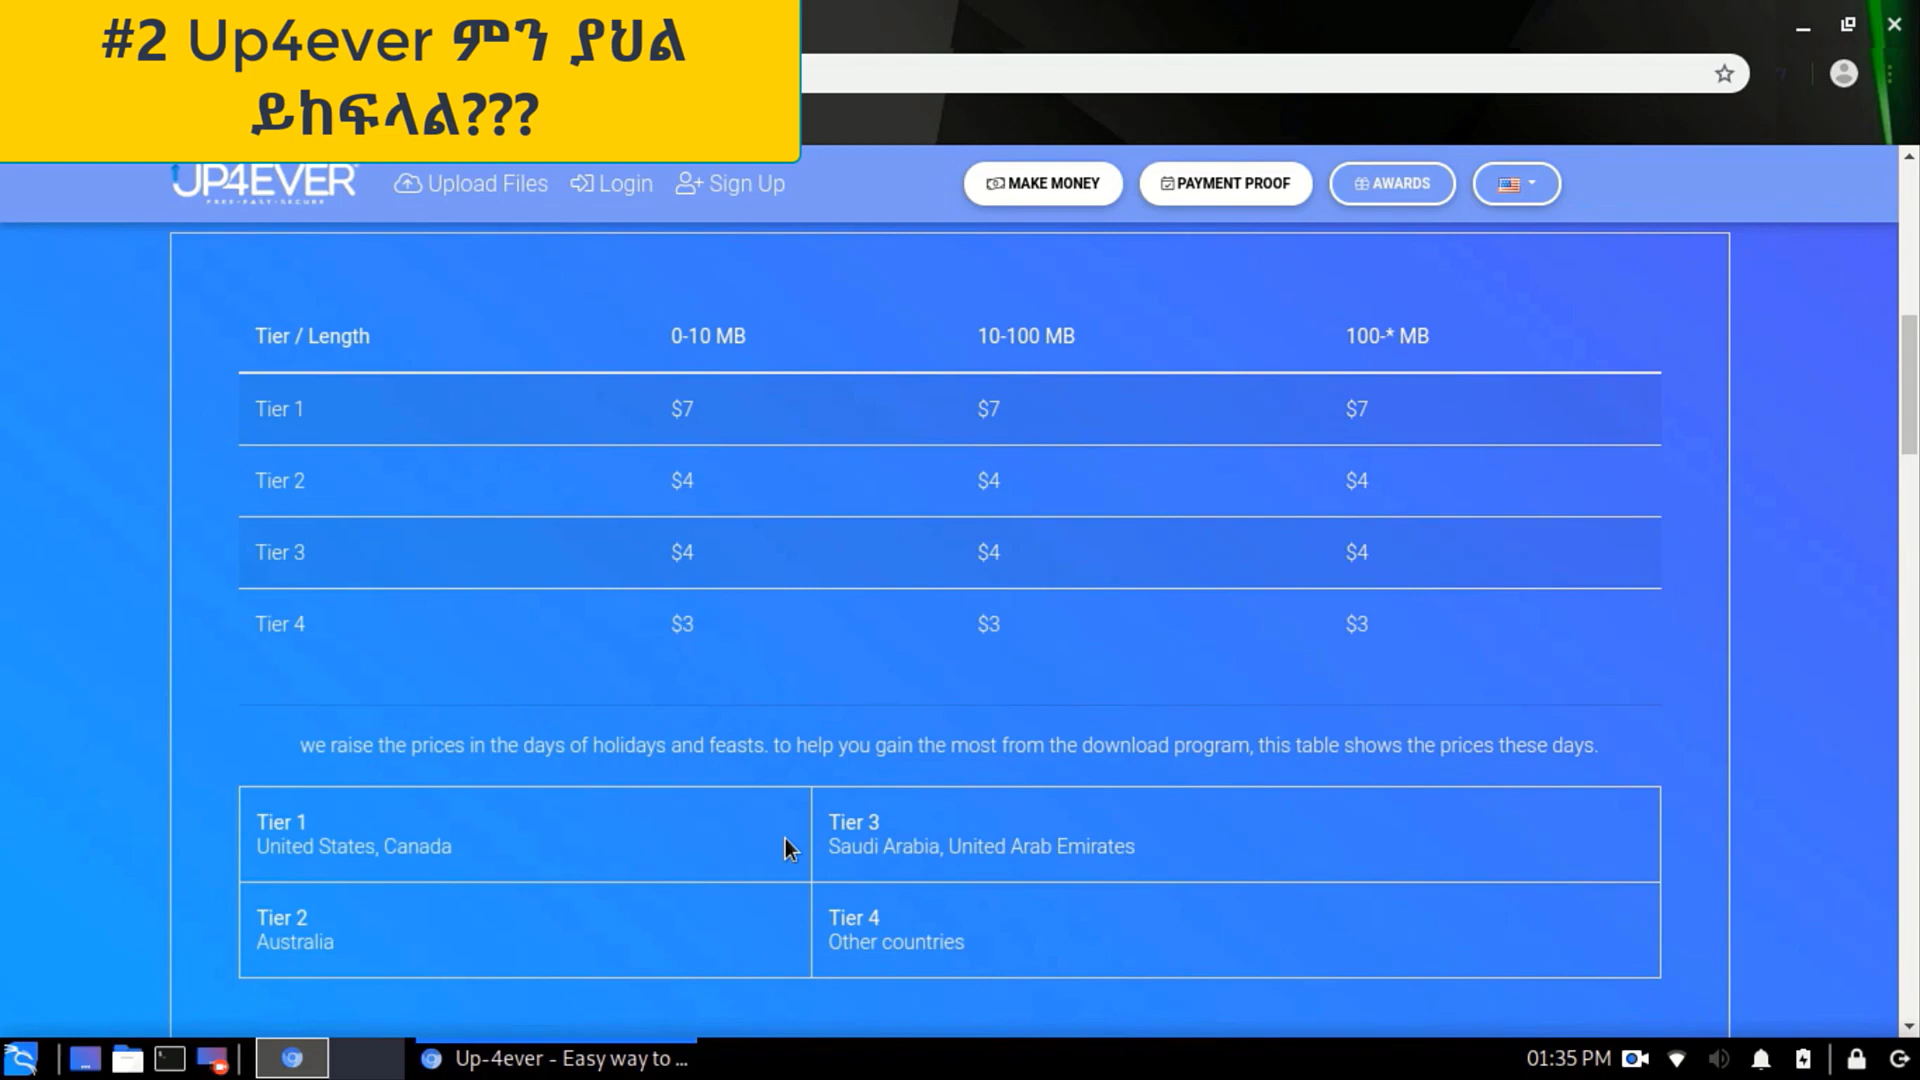 #2 Up4ever ምን ያህል
ይከፍላል???
UP4EVER
FREE-FAST-SECURE
Upload Files
Login
Sign Up
MAKE MONEY
PAYMENT PROOF
AWARDS
Tier / Length 0-10 MB 10-100 MB 100-* MB
Tier 1 $7 $7 $7
Tier 2 $4 $4 $4
Tier 3 $4 $4 $4
Tier 4 $3 $3 $3
we raise the prices in the days of holidays and feasts. to help you gain the most from the download program, this table shows the prices these days.
Tier 1
United States, Canada
Tier 3
Saudi Arabia, United Arab Emirates
Tier 2
Australia
Tier 4
Other countries
Up-4ever - Easy way to ...
01:35 PM